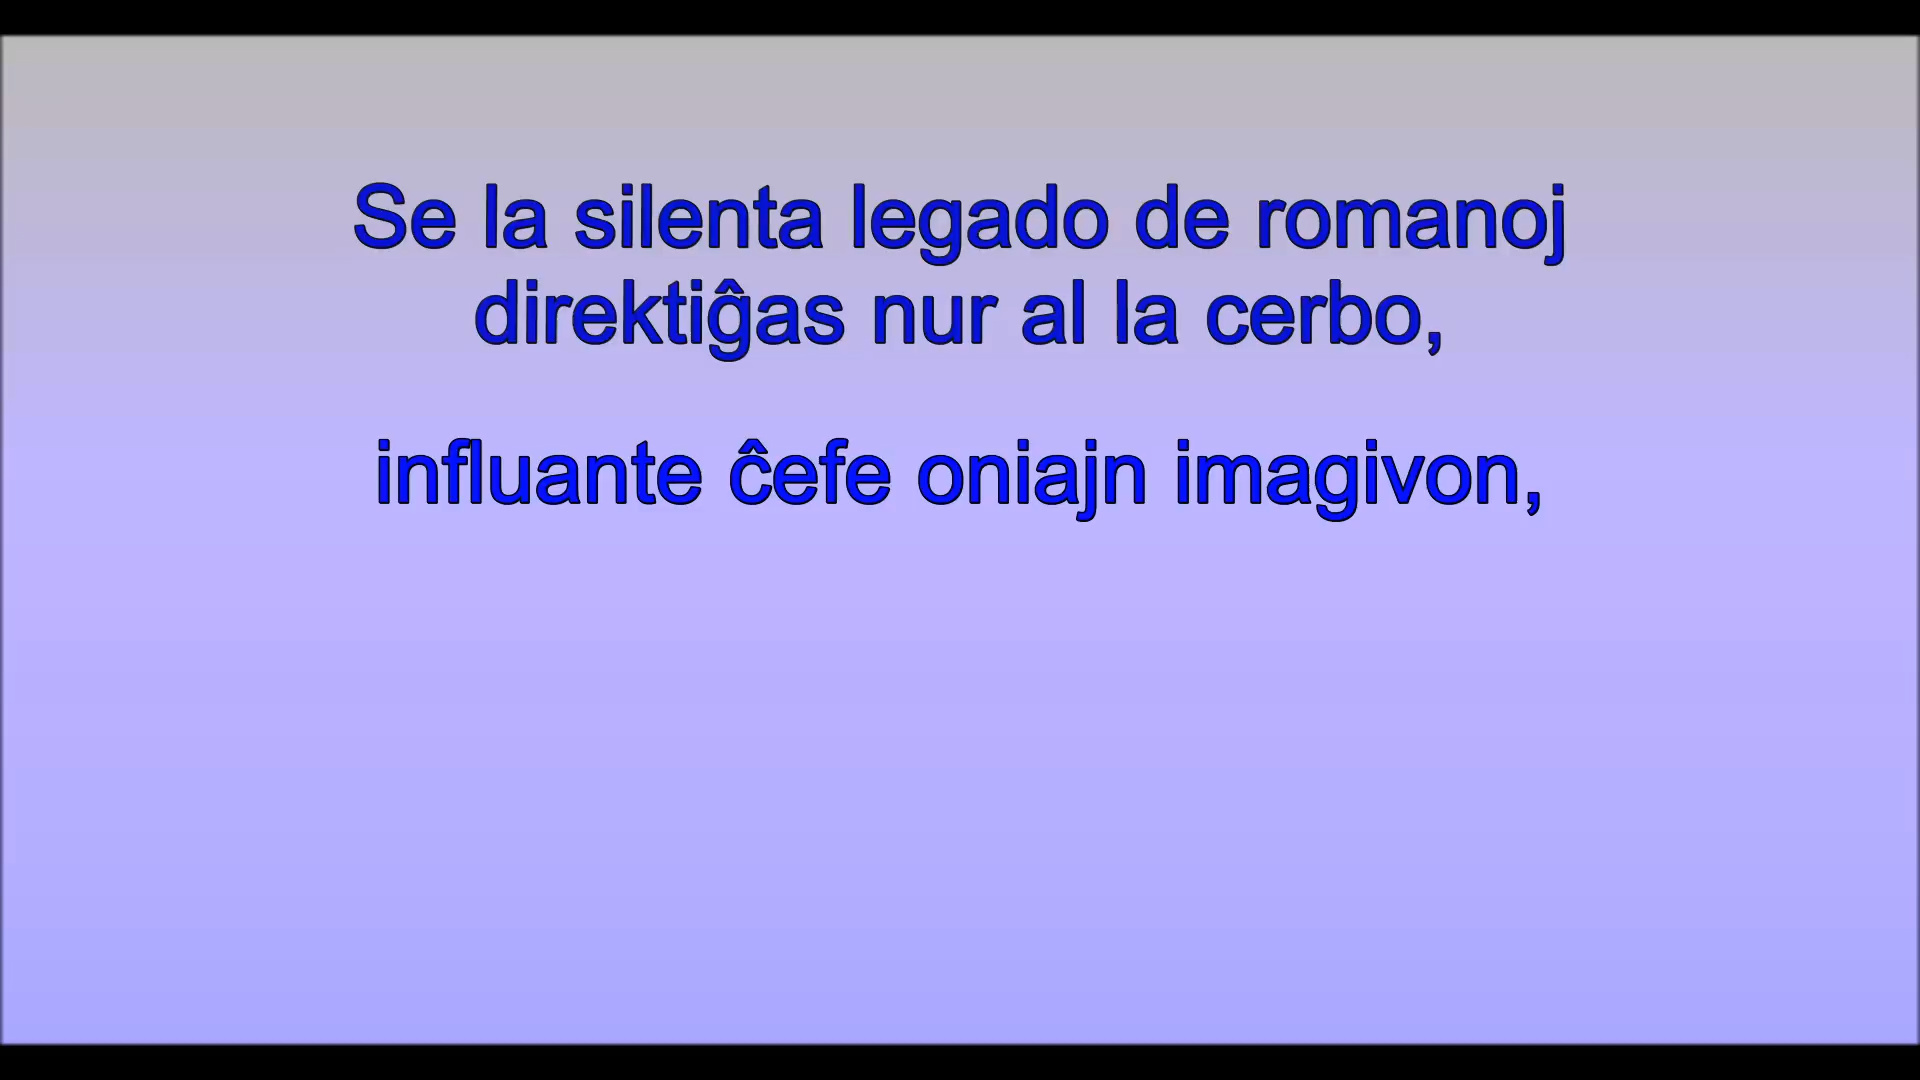 Se la silenta legado de romanoj
direktiĝas nur al la cerbo,
influante ĉefe oniajn imagivon,